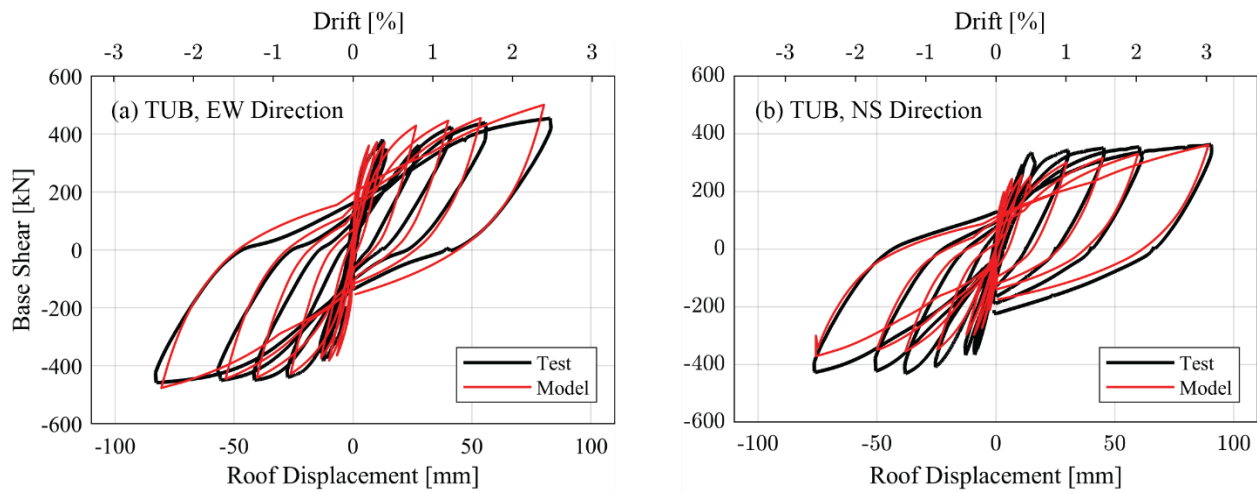 Drift [%]
-3 -2 -1 0 1 2 3
600
400
200
0
-200
-400
-600
Base Shear [kN]
(a) TUB, EW Direction
Test
Model
-100 -50 0 50 100
Roof Displacement [mm]
Drift [%]
-3 -2 -1 0 1 2 3
600
400
200
0
-200
-400
-600
(b) TUB, NS Direction
Test
Model
-100 -50 0 50 100
Roof Displacement [mm]